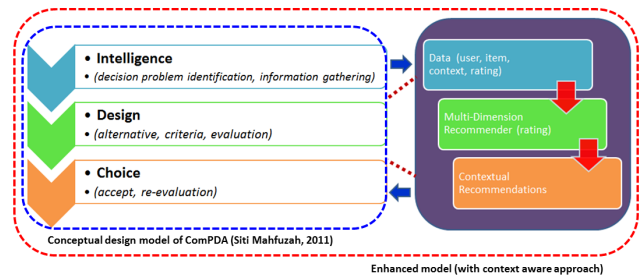 • Intelligence
• (decision problem identification, information gathering)
• Design
• (alternative, criteria, evaluation)
• Choice
• (accept, re-evaluation)
Data (user, item,
context, rating)
Multi-Dimension
Recommender (rating)
Contextual
Recommendations
Conceptual design model of ComPDA (Siti Mahfuzah, 2011)
Enhanced model (with context aware approach)